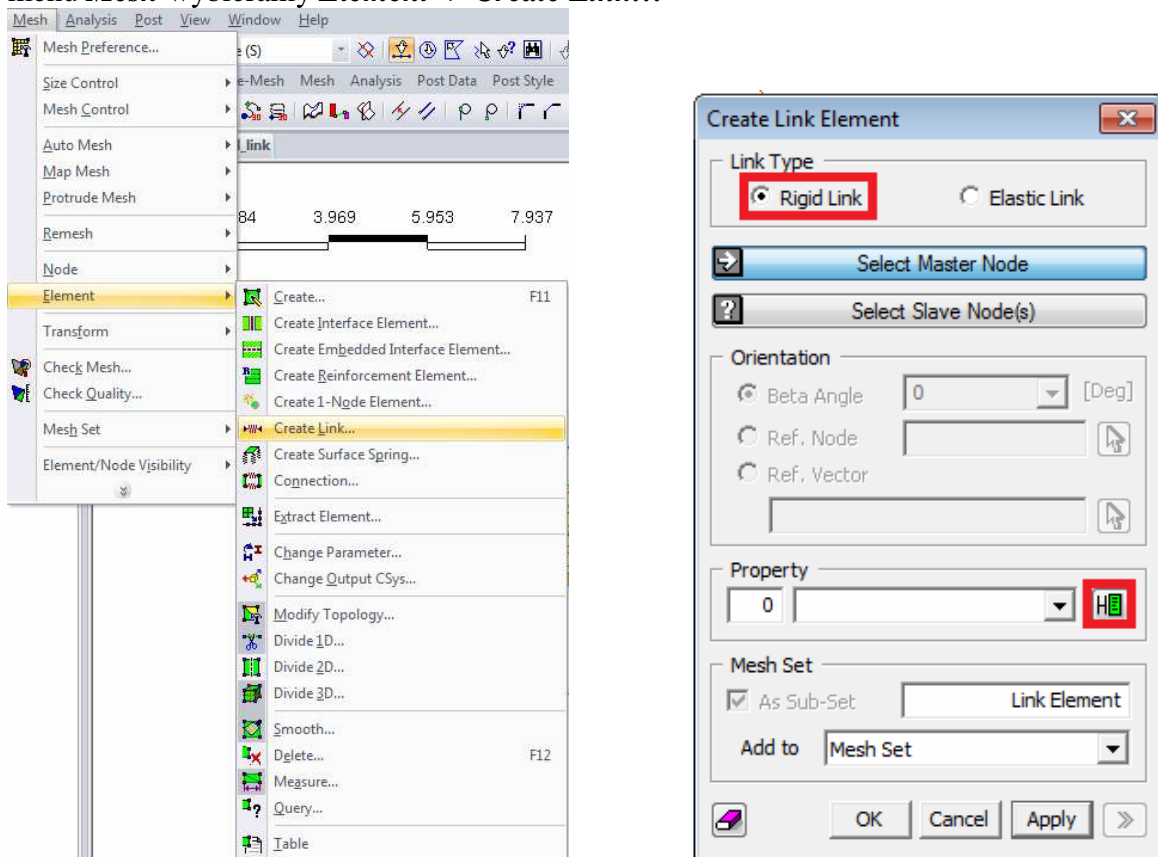 menu Mesh wybieramy Element → Create Link…
Mesh Analysis Post View Window Help
Mesh Preference...
Size Control
Mesh Control
Auto Mesh
Map Mesh
Protrude Mesh
Remesh
Node
Element
Transform
Check Mesh...
Check Quality...
Mesh Set
Element/Node Visibility
(S)
e-Mesh Mesh Analysis Post Data Post Style
_link
84 3.969 5.953 7.937
Create... F11
Create Interface Element...
Create Embedded Interface Element...
Create Reinforcement Element...
Create 1-Node Element...
Create Link...
Create Surface Spring...
Connection...
Extract Element...
Change Parameter...
Change Output CSys...
Modify Topology...
Divide 1D...
Divide 2D...
Divide 3D...
Smooth...
Delete... F12
Measure...
Query...
Table
Create Link Element
Link Type
Rigid Link Elastic Link
Select Master Node
? Select Slave Node(s)
Orientation
Beta Angle 0 [Deg]
Ref. Node
Ref. Vector
Property
0
Mesh Set
As Sub-Set Link Element
Add to Mesh Set
OK Cancel Apply >>